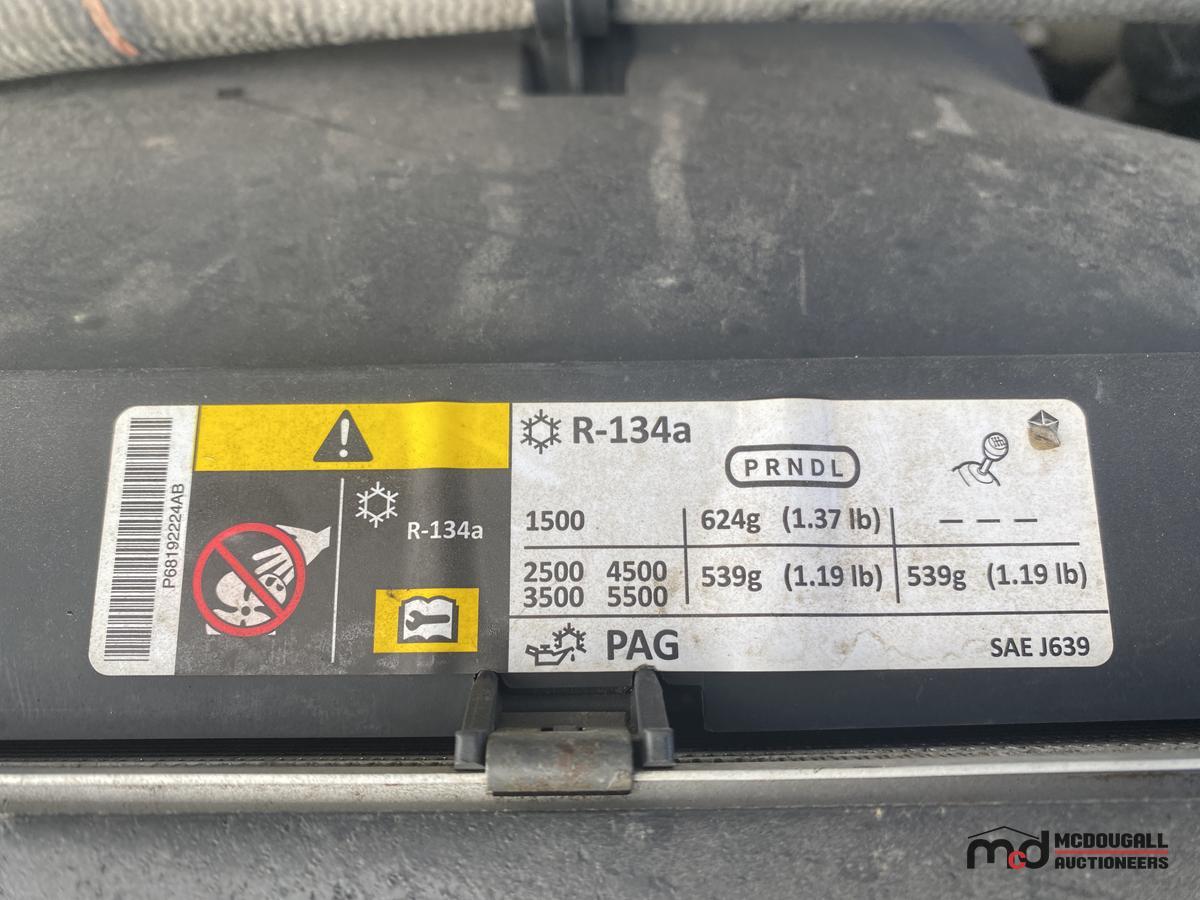 P68192224AB
R-134a
R-134a
PRNDL
1500 624g (1.37 lb) – – –
2500 4500 539g (1.19 lb) 539g (1.19 lb)
3500 5500
PAG SAE J639
mcd MCDOUGALL
AUCTIONEERS